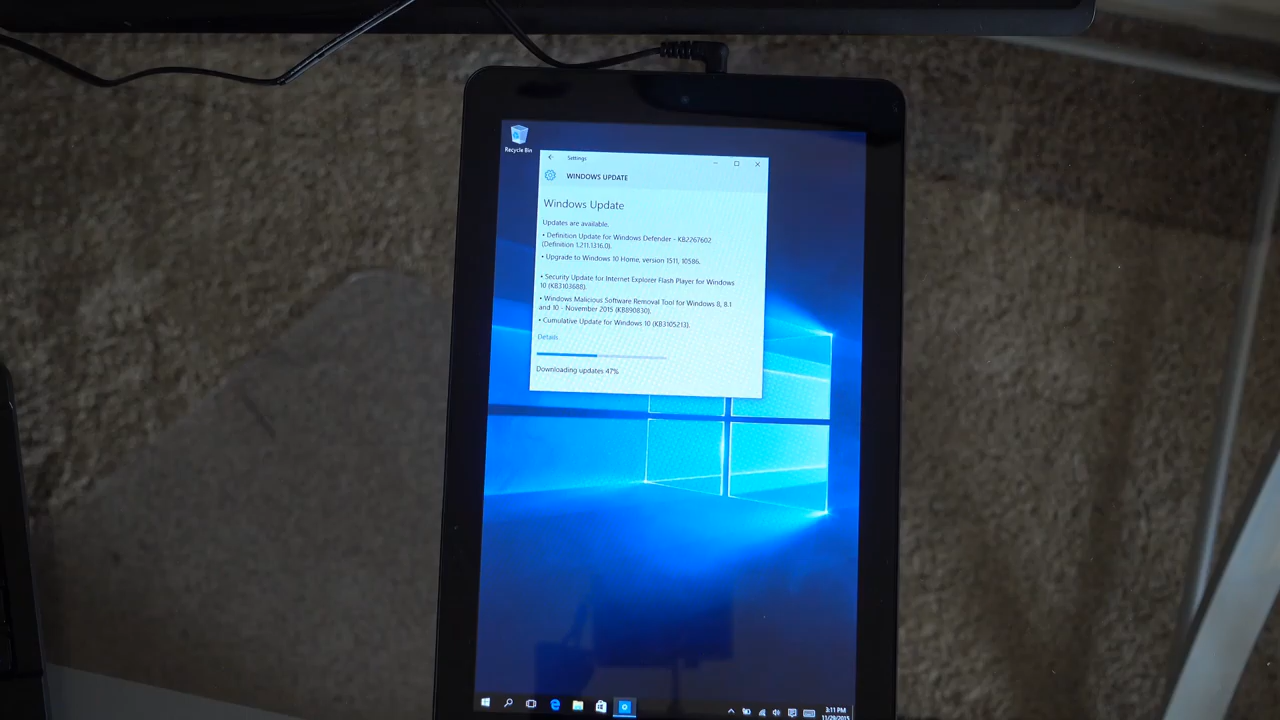 Recycle Bin
Settings
WINDOWS UPDATE
Windows Update
Updates are available.
• Definition Update for Windows Defender - KB2267602
(Definition 1.211.1316.0).
• Upgrade to Windows 10 Home, version 1511, 10586.
• Security Update for Internet Explorer Flash Player for Windows
10 (KB3103688).
• Windows Malicious Software Removal Tool for Windows 8, 8.1
and 10 - November 2015 (KB890830).
• Cumulative Update for Windows 10 (KB3105213).
Details
Downloading updates 47%
3:11 PM
11/29/2015